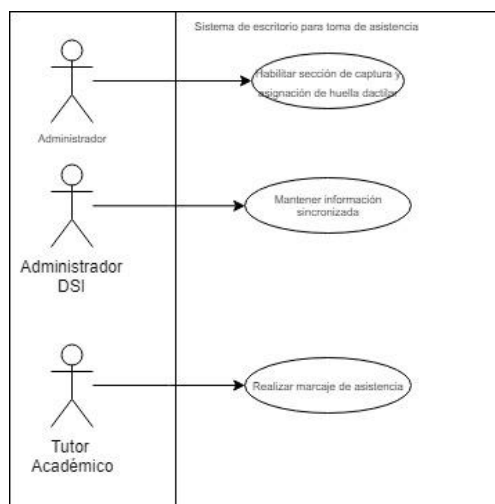 Sistema de escritorio para toma de asistencia
Habilitar sección de captura y
asignación de huella dactilar
Administrador
Mantener información
sincronizada
Administrador
DSI
Realizar marcaje de asistencia
Tutor
Académico